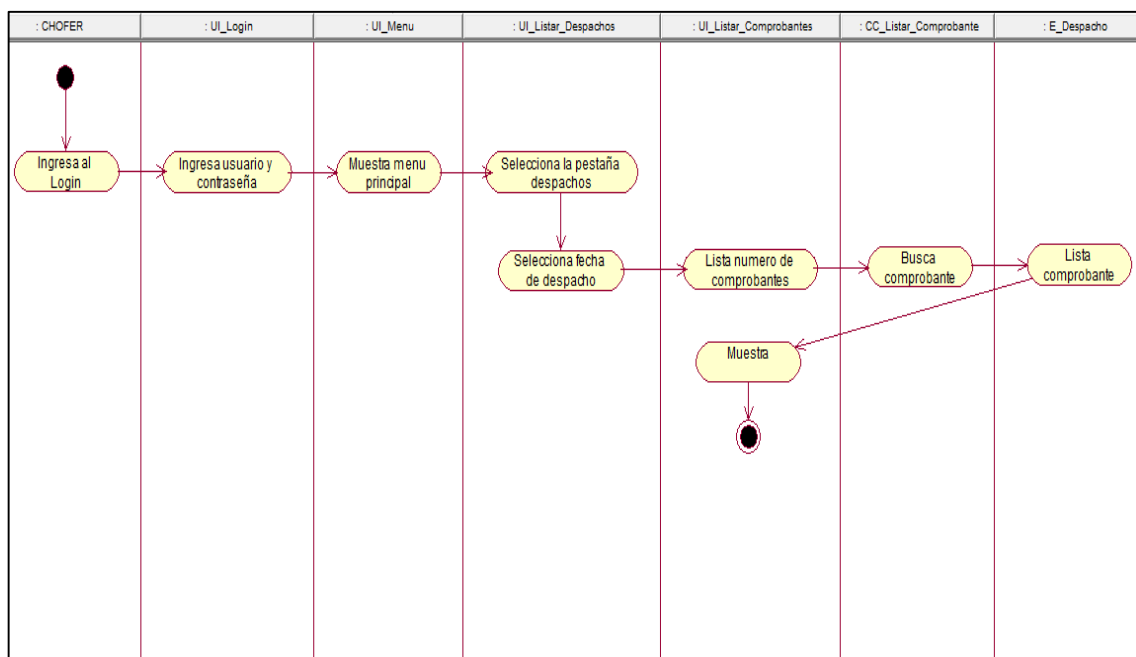 : CHOFER
: UI_Login
: UI_Menu
: UI_Listar_Despachos
: UI_Listar_Comprobantes
: CC_Listar_Comprobante
: E_Despacho
Ingresa al
Login
Ingresa usuario y
contraseña
Muestra menu
principal
Selecciona la pestaña
despachos
Selecciona fecha
de despacho
Lista numero de
comprobantes
Busca
comprobante
Lista
comprobante
Muestra